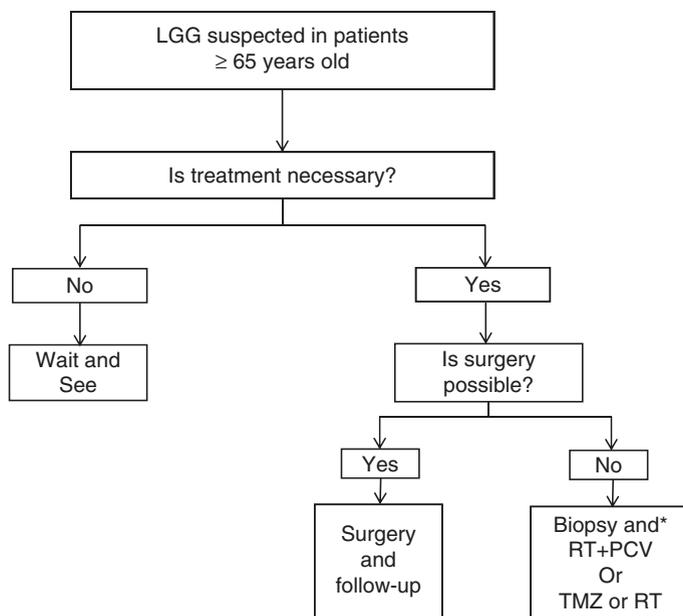 LGG suspected in patients
≥ 65 years old
Is treatment necessary?
No
Yes
Wait and
See
Is surgery
possible?
Yes
No
Surgery
and
follow-up
Biopsy and*
RT+PCV
Or
TMZ or RT